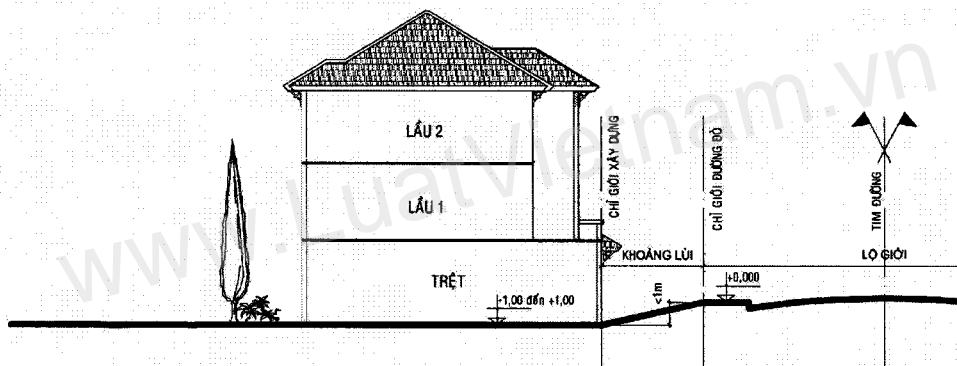 LẦU 2
LẦU 1
TRỆT
-1,00 đến +1,00
CHỈ GIỚI XÂY DỰNG
CHỈ GIỚI ĐƯỜNG ĐỎ
TIM ĐƯỜNG
KHOẢNG LÙI
LỘ GIỚI
±0,000
<1m
www.LuatVietnam.vn